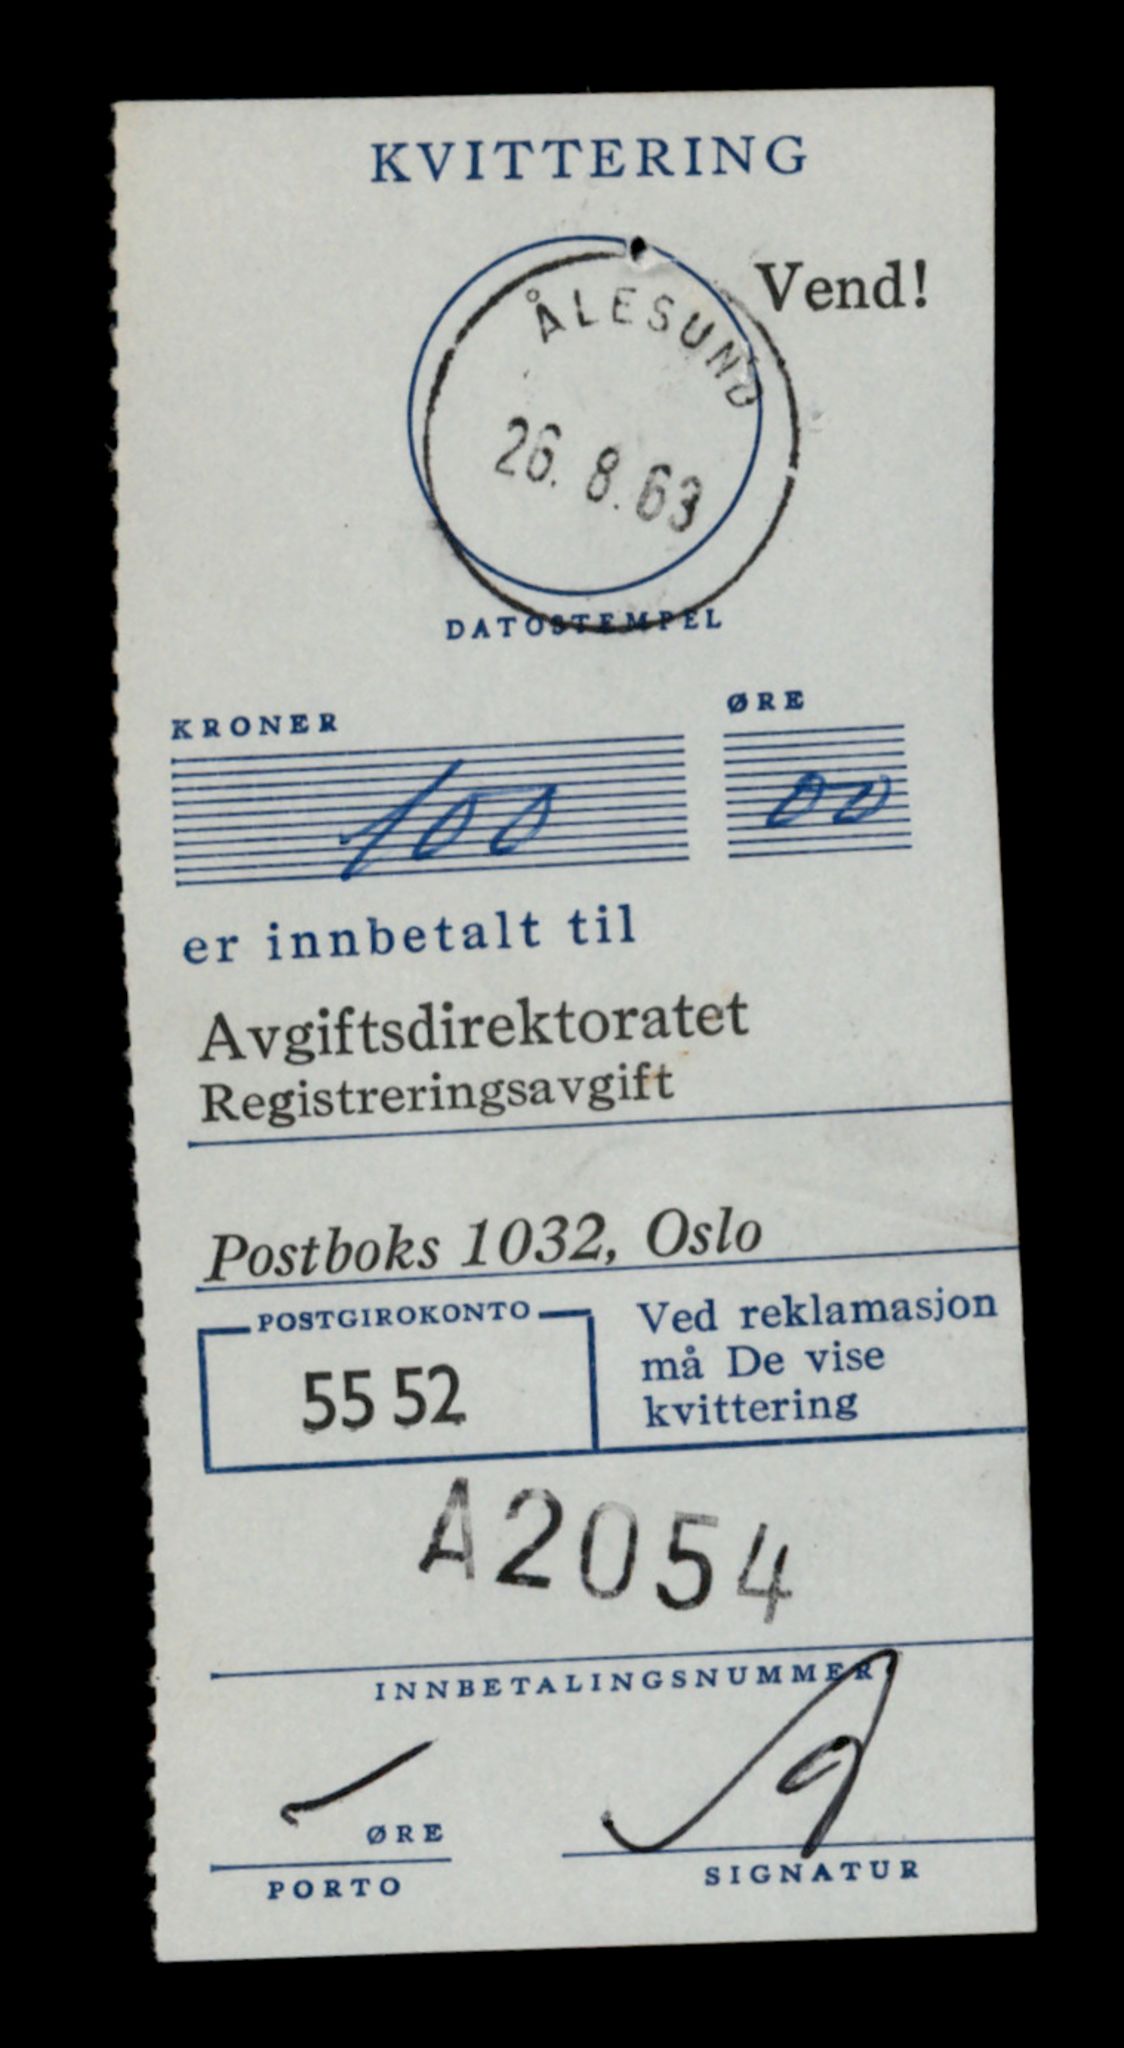 KVITTERING
Vend!
ÅLESUND
26. 8. 63
DATOSTEMPEL
KRONER ØRE
100 00
er innbetalt til
Avgiftsdirektoratet
Registreringsavgift
Postboks 1032, Oslo
POSTGIROKONTO
55 52
Ved reklamasjon
må De vise
kvittering
A2054
INNBETALINGSNUMMER
ØRE
PORTO
SIGNATUR